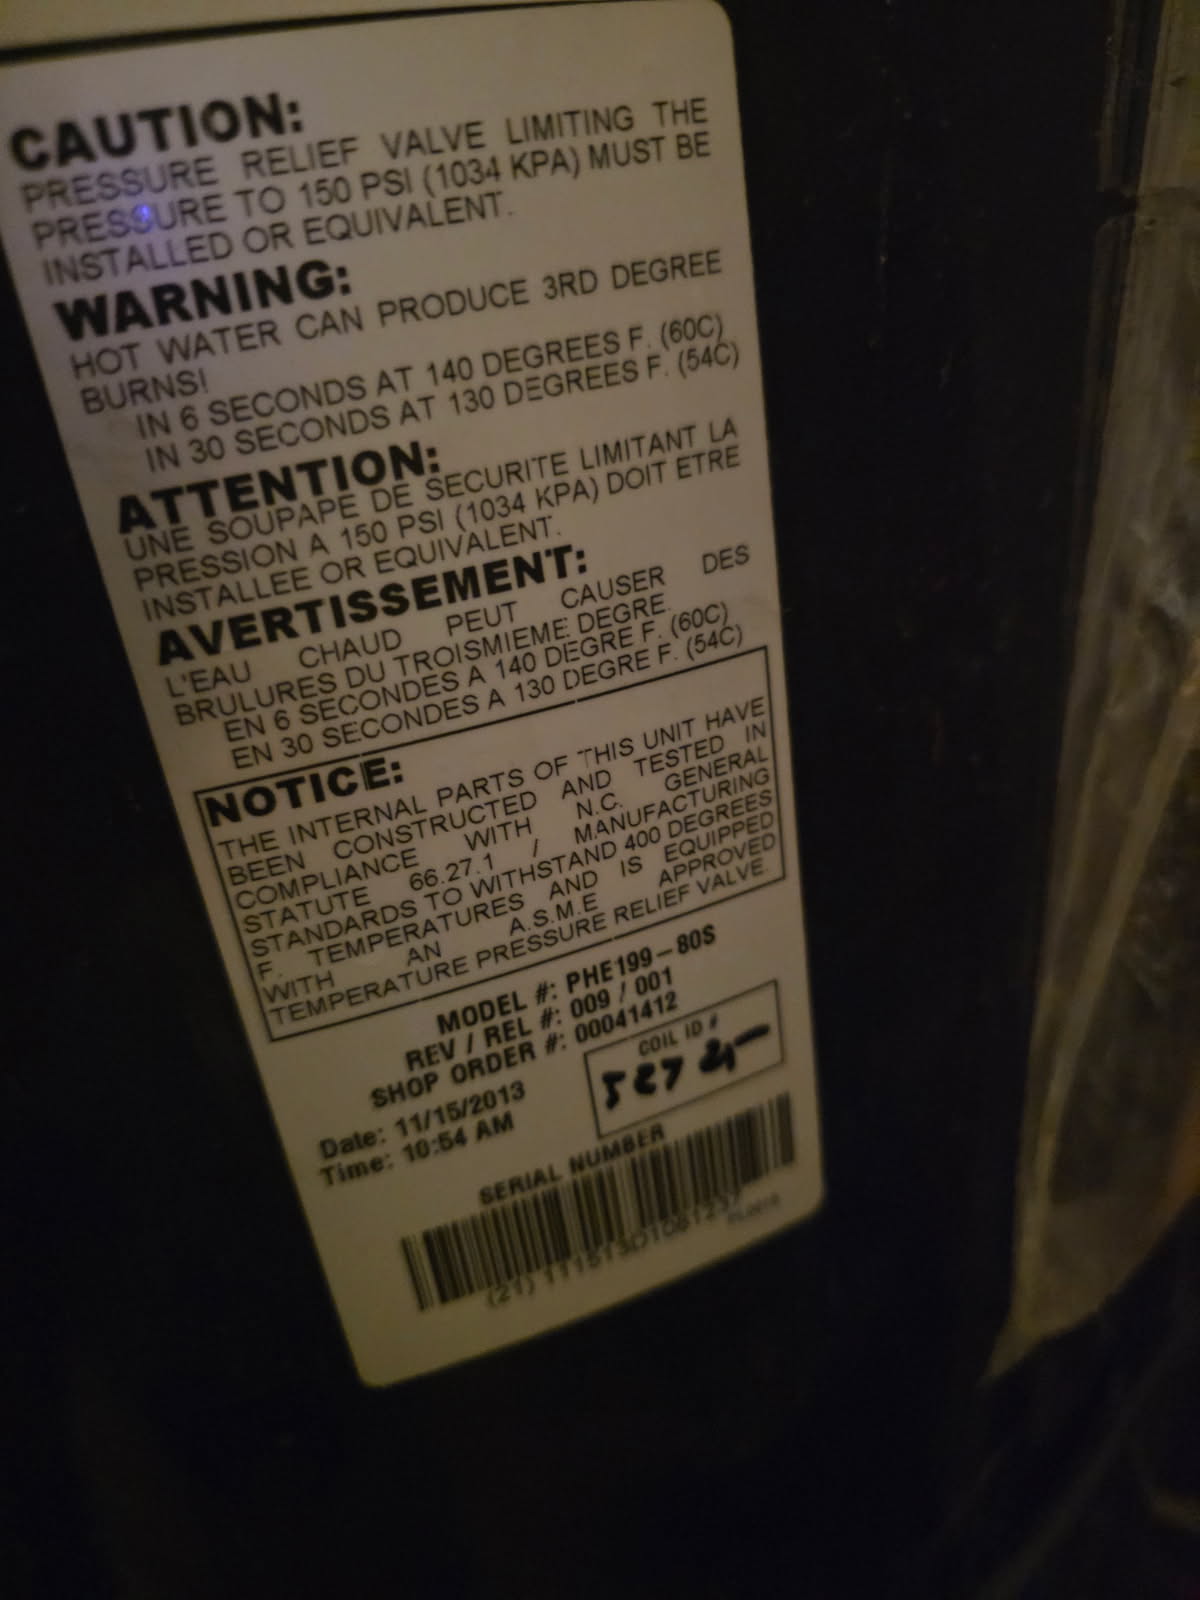 CAUTION:
PRESSURE RELIEF VALVE LIMITING THE
PRESSURE TO 150 PSI (1034 KPA) MUST BE
INSTALLED OR EQUIVALENT.
WARNING:
HOT WATER CAN PRODUCE 3RD DEGREE
BURNS!
IN 6 SECONDS AT 140 DEGREES F. (60C)
IN 30 SECONDS AT 130 DEGREES F. (54C)
ATTENTION:
UNE SOUPAPE DE SECURITE LIMITANT LA
PRESSION A 150 PSI (1034 KPA) DOIT ETRE
INSTALLEE OR EQUIVALENT.
AVERTISSEMENT:
L'EAU CHAUD PEUT CAUSER DES
BRULURES DU TROISMIEME DEGRE.
EN 6 SECONDES A 140 DEGRE F. (60C)
EN 30 SECONDES A 130 DEGRE F. (54C)
NOTICE:
THE INTERNAL PARTS OF THIS UNIT HAVE
BEEN CONSTRUCTED AND TESTED IN
COMPLIANCE WITH N.C. GENERAL
STATUTE 66.27.1 / MANUFACTURING
STANDARDS TO WITHSTAND 400 DEGREES
F. TEMPERATURES AND IS EQUIPPED
WITH AN A.S.M.E APPROVED
TEMPERATURE PRESSURE RELIEF VALVE.
MODEL #: PHE199-80S
REV / REL #: 009 / 001
SHOP ORDER #: 00041412
Date: 11/15/2013
Time: 10:54 AM
COIL ID #
SERIAL NUMBER